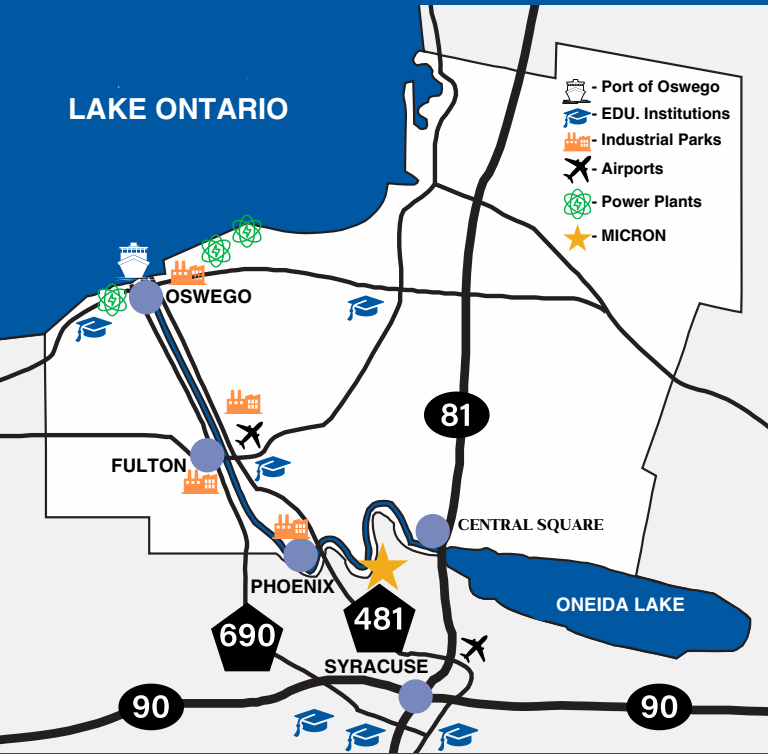 LAKE ONTARIO
- Port of Oswego
- EDU. Institutions
- Industrial Parks
- Airports
- Power Plants
- MICRON
OSWEGO
81
FULTON
CENTRAL SQUARE
PHOENIX
ONEIDA LAKE
481
690
SYRACUSE
90
90